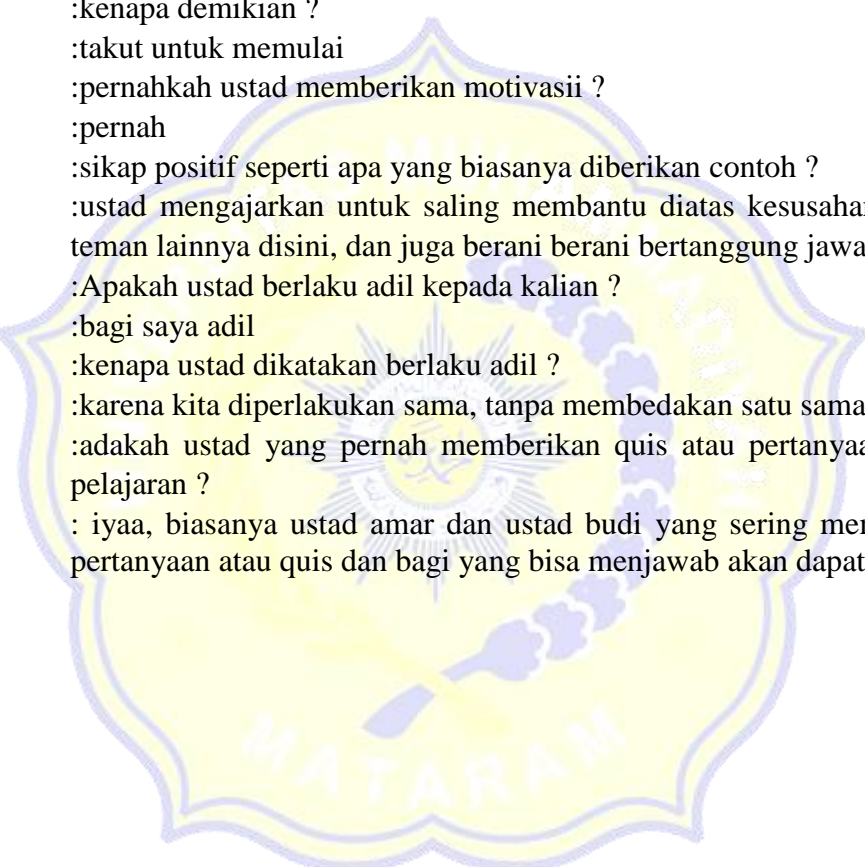 :kenapa demikian ?
:takut untuk memulai
:pernahkah ustad memberikan motivasii ?
:pernah
:sikap positif seperti apa yang biasanya diberikan contoh ?
:ustad mengajarkan untuk saling membantu diatas kesusahan
teman lainnya disini, dan juga berani berani bertanggung jawa
:Apakah ustad berlaku adil kepada kalian ?
:bagi saya adil
:kenapa ustad dikatakan berlaku adil ?
:karena kita diperlakukan sama, tanpa membedakan satu sama
:adakah ustad yang pernah memberikan quis atau pertanyaa
pelajaran ?
: iyaa, biasanya ustad amar dan ustad budi yang sering mem
pertanyaan atau quis dan bagi yang bisa menjawab akan dapat
MATARAM